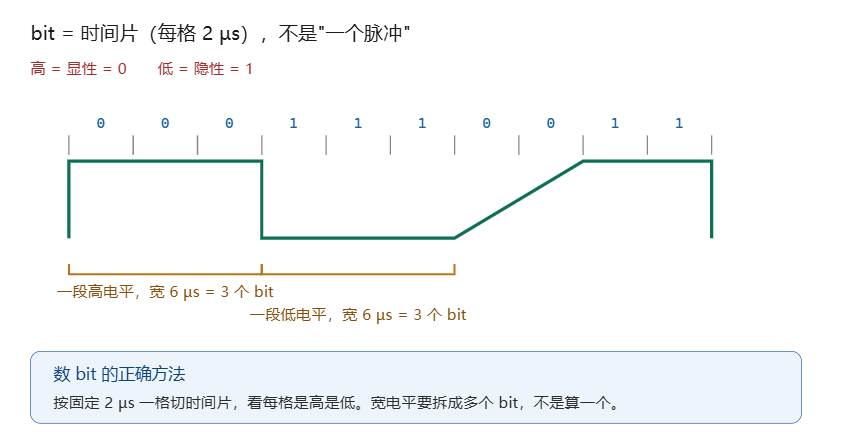 bit = 时间片（每格 2 μs），不是"一个脉冲"
高 = 显性 = 0 低 = 隐性 = 1
0 0 0 1 1 1 0 0 1 1
一段高电平，宽 6 μs = 3 个 bit
一段低电平，宽 6 μs = 3 个 bit
数 bit 的正确方法
按固定 2 μs 一格切时间片，看每格是高是低。宽电平要拆成多个 bit，不是算一个。